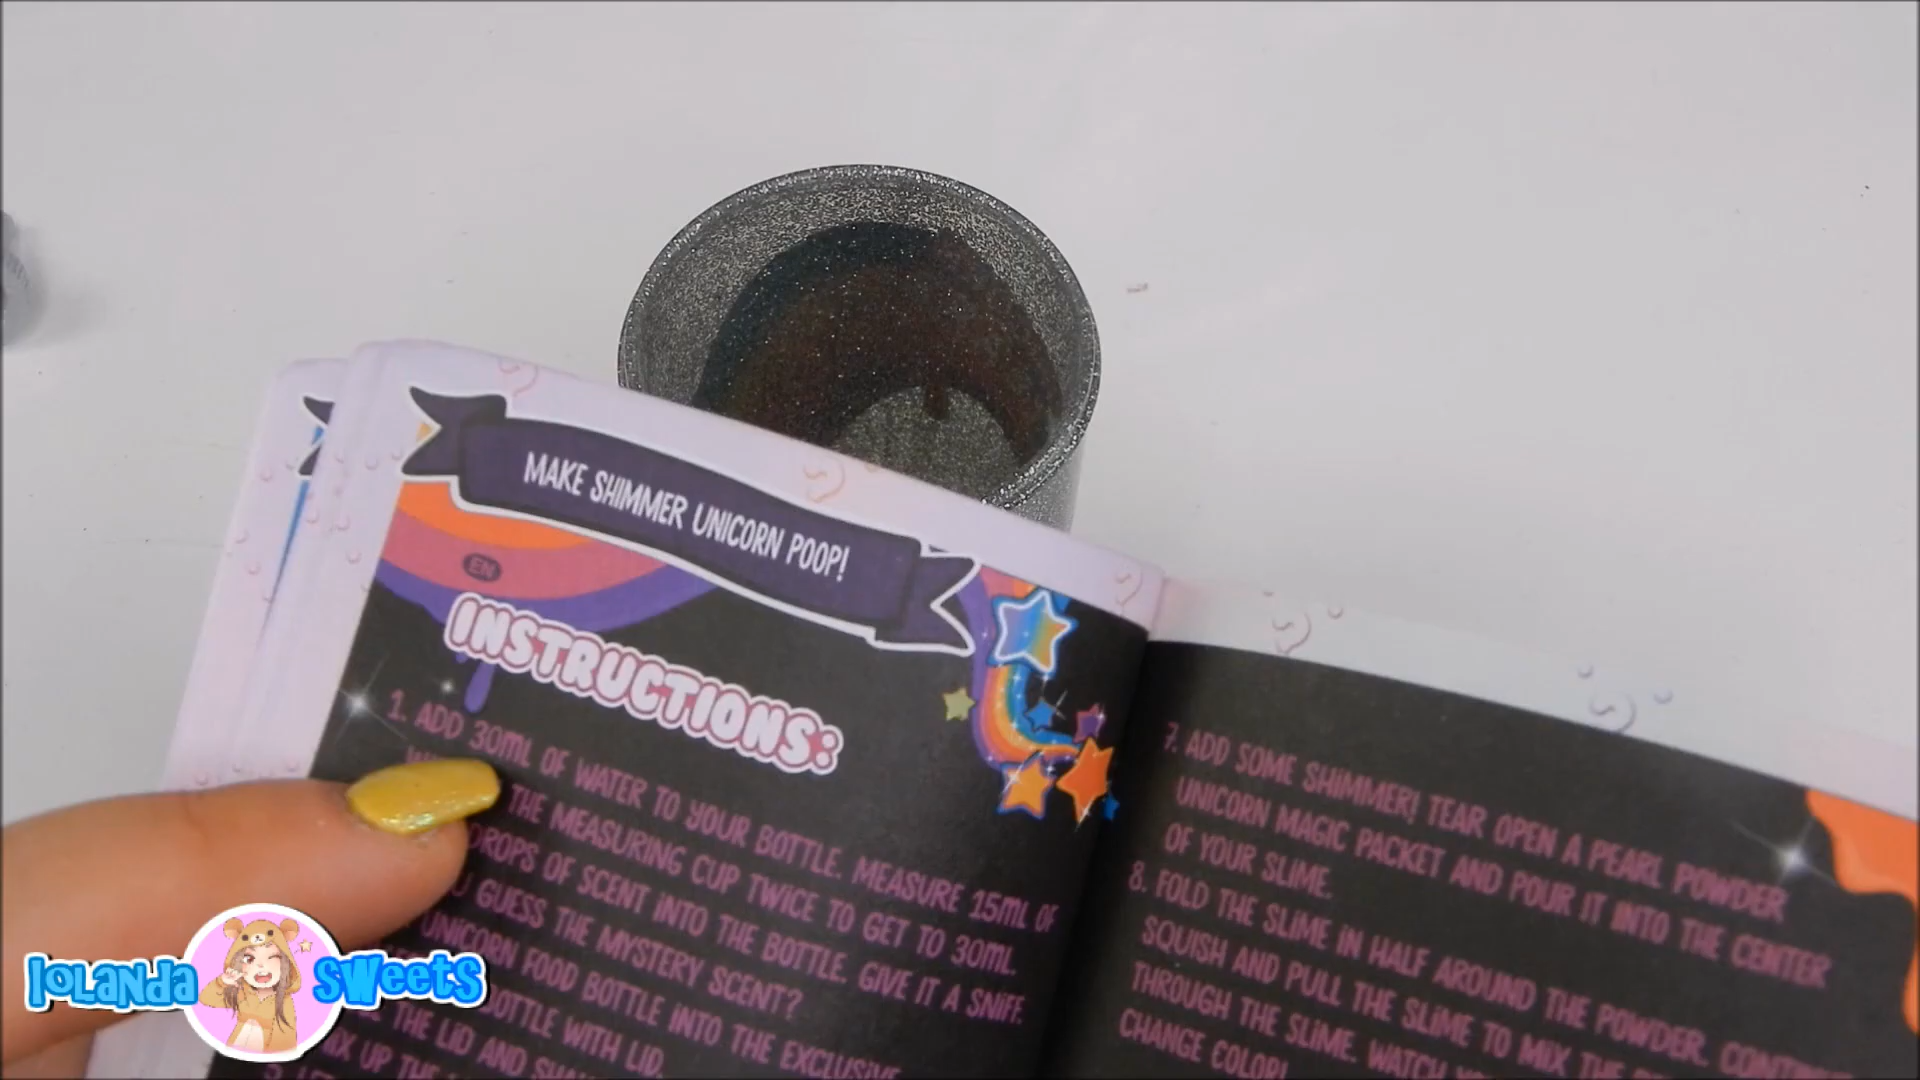 MAKE SHIMMER UNICORN POOP!
EN
INSTRUCTIONS:
1. ADD 30ML OF WATER TO YOUR BOTTLE. MEASURE 15ML OF
THE MEASURING CUP TWICE TO GET TO 30ML.
DROPS OF SCENT INTO THE BOTTLE. GIVE IT A SNIFF.
GUESS THE MYSTERY SCENT?
UNICORN FOOD BOTTLE INTO THE EXCLUSIVE
BOTTLE WITH LID.
THE LID AND
MIX UP THE
7. ADD SOME SHIMMER! TEAR OPEN A PEARL POWDER
UNICORN MAGIC PACKET AND POUR IT INTO THE CENTER
OF YOUR SLIME.
8. FOLD THE SLIME IN HALF AROUND THE POWDER.
SQUISH AND PULL THE SLIME TO MIX THE
THROUGH THE SLIME. WATCH
CHANGE COLOR!
IOLANDA SWEETS